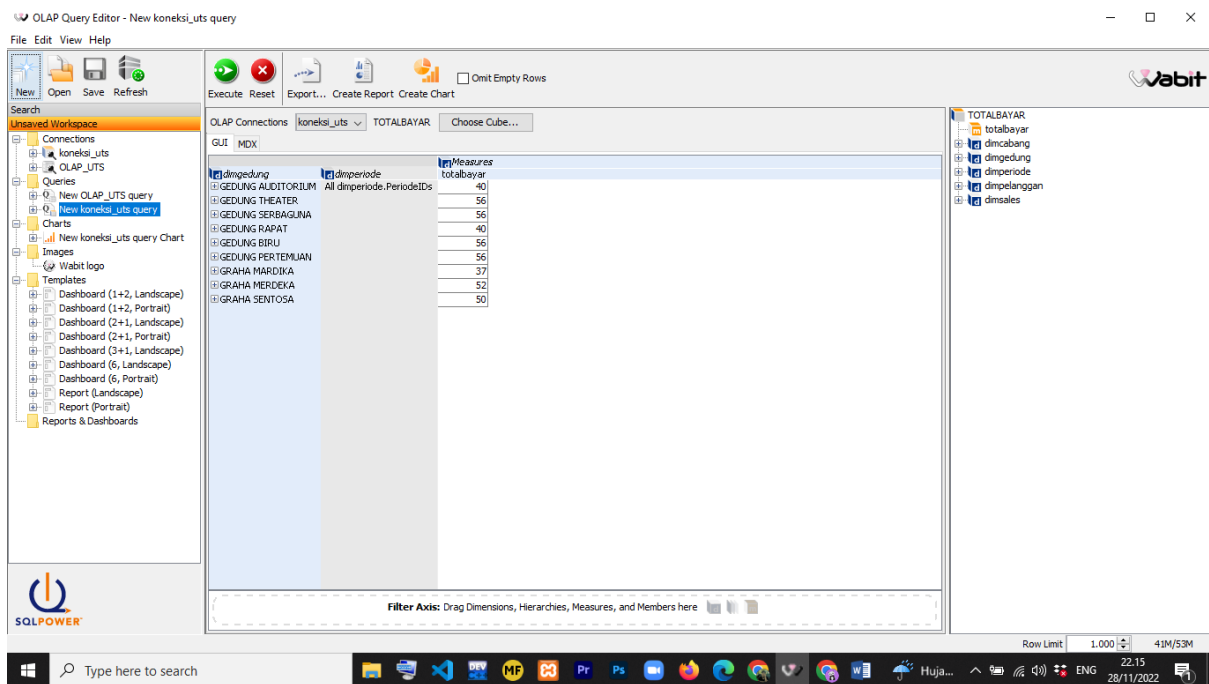 OLAP Query Editor - New koneksi_uts query
File Edit View Help
New Open Save Refresh
Execute Reset Export... Create Report Create Chart
Omit Empty Rows
Wabit
Search
Unsaved Workspace
Connections
koneksi_uts
OLAP_UTS
Queries
New OLAP_UTS query
New koneksi_uts query
Charts
New koneksi_uts query Chart
Images
Wabit logo
Templates
Dashboard (1+2, Landscape)
Dashboard (1+2, Portrait)
Dashboard (2+1, Landscape)
Dashboard (2+1, Portrait)
Dashboard (3+1, Landscape)
Dashboard (6, Landscape)
Dashboard (6, Portrait)
Report (Landscape)
Report (Portrait)
Reports & Dashboards
SQLPOWER
OLAP Connections koneksi_uts TOTALBAYAR Choose Cube...
GUI MDX
Measures
dimgedung dimperiode totalbayar
GEDUNG AUDITORIUM All dimperiode.PeriodeIDs 40
GEDUNG THEATER 56
GEDUNG SERBAGUNA 56
GEDUNG RAPAT 40
GEDUNG BIRU 56
GEDUNG PERTEMUAN 56
GRAHA MARDIKA 37
GRAHA MERDEKA 52
GRAHA SENTOSA 50
Filter Axis: Drag Dimensions, Hierarchies, Measures, and Members here
TOTALBAYAR
totalbayar
dimcabang
dimgedung
dimperiode
dimpelanggan
dimsales
Row Limit 1.000 41M/53M
Type here to search
DEV
MF
Pr
Ps
Huja...
ENG
22.15
28/11/2022
1